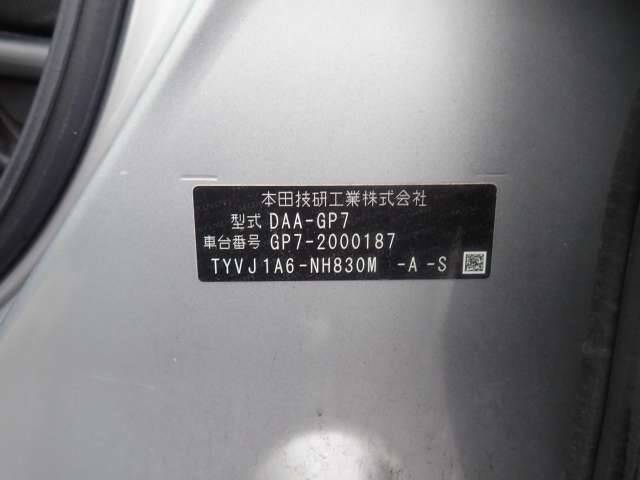 本田技研工業株式会社
型式 DAA-GP7
車台番号 GP7-2000187
TYVJ1A6-NH830M -A -S